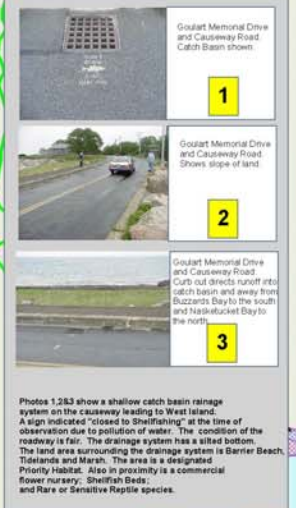 Goulart Memorial Drive
and Causeway Road.
Catch Basin shown.
1
Goulart Memorial Drive
and Causeway Road.
Shows slope of land.
2
Goulart Memorial Drive
and Causeway Road.
Curb cut directs runoff into
catch basin and away from
Buzzards Bay to the south
and Nasketucket Bay to
the north.
3
Photos 1,2&3 show a shallow catch basin rainage
system on the causeway leading to West Island.
A sign indicated "closed to Shellfishing" at the time of
observation due to pollution of water. The condition of the
roadway is fair. The drainage system has a silted bottom.
The land area surrounding the drainage system is Barrier Beach,
Tidelands and Marsh. The area is a designated
Priority Habitat. Also in proximity is a commercial
flower nursery; Shellfish Beds;
and Rare or Sensitive Reptile species.